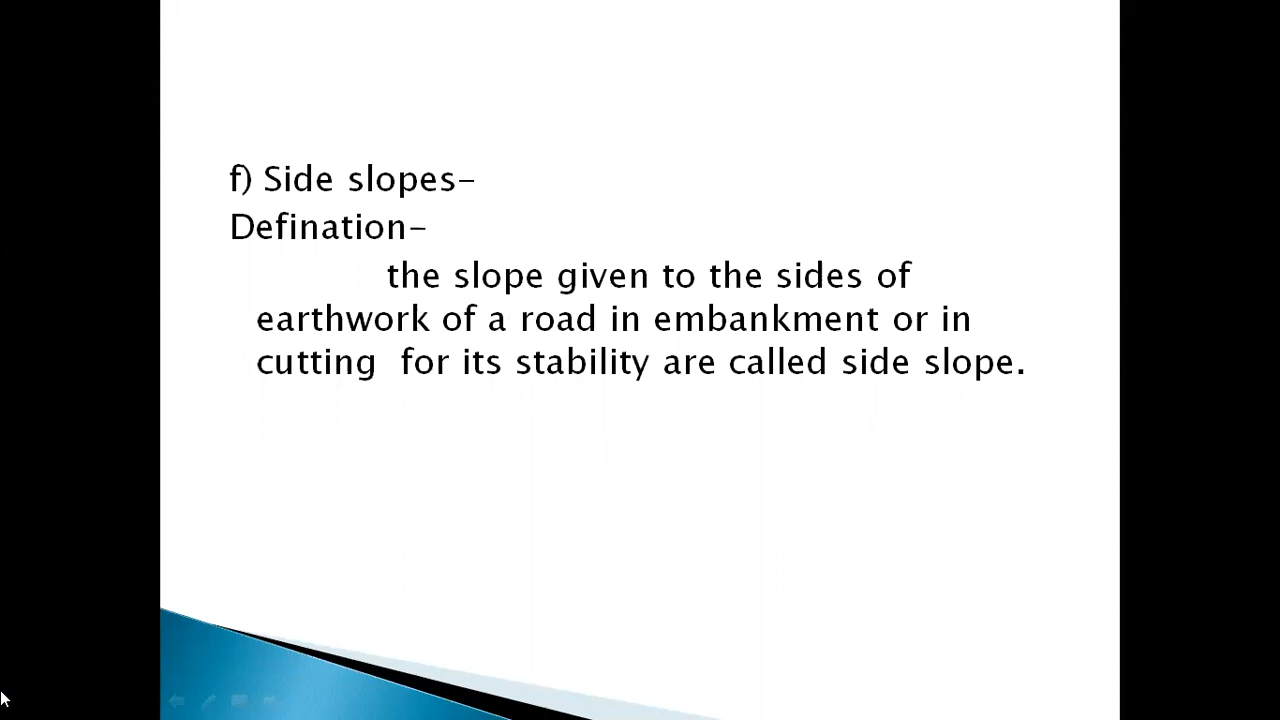 f) Side slopes-
Defination-
the slope given to the sides of
earthwork of a road in embankment or in
cutting  for its stability are called side slope.